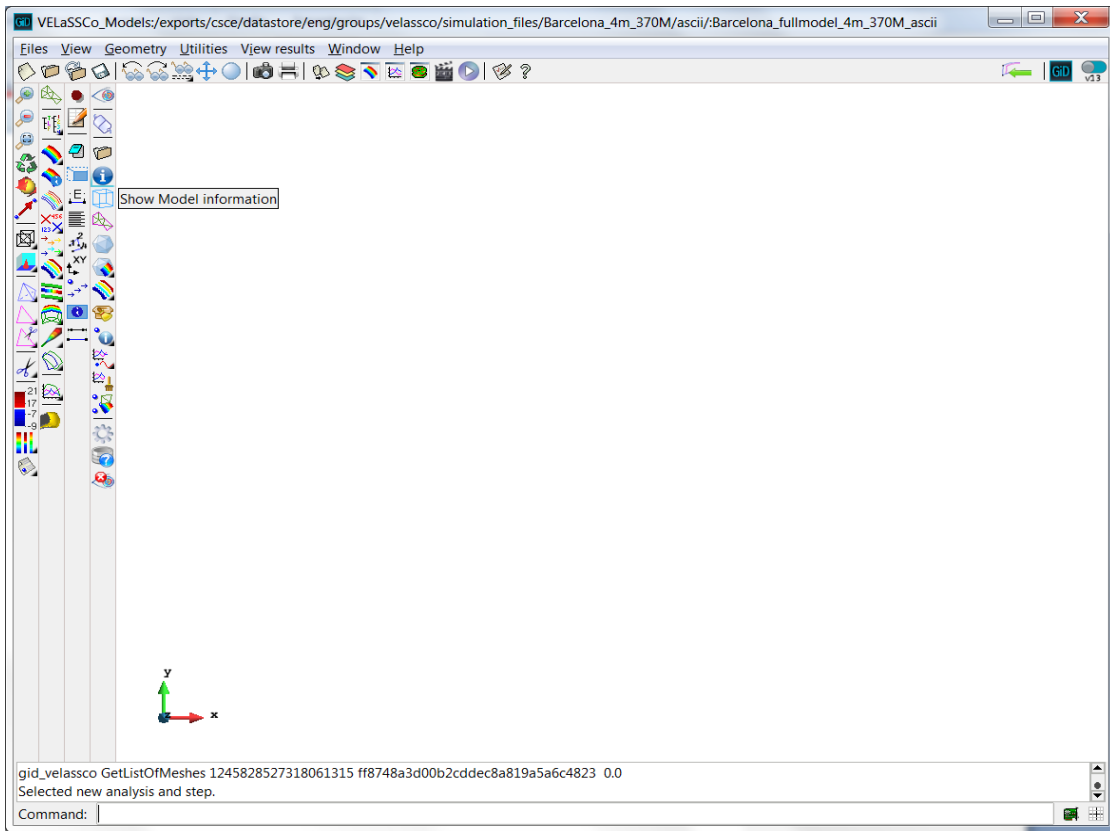 GiD VELaSSCo_Models:/exports/csce/datastore/eng/groups/velassco/simulation_files/Barcelona_4m_370M/ascii/:Barcelona_fullmodel_4m_370M_ascii
Files View Geometry Utilities View results Window Help
GiD v13
Show Model information
E
XY
21
17
-7
-9
y
x
gid_velassco GetListOfMeshes 1245828527318061315 ff8748a3d00b2cddec8a819a5a6c4823 0.0
Selected new analysis and step.
Command: